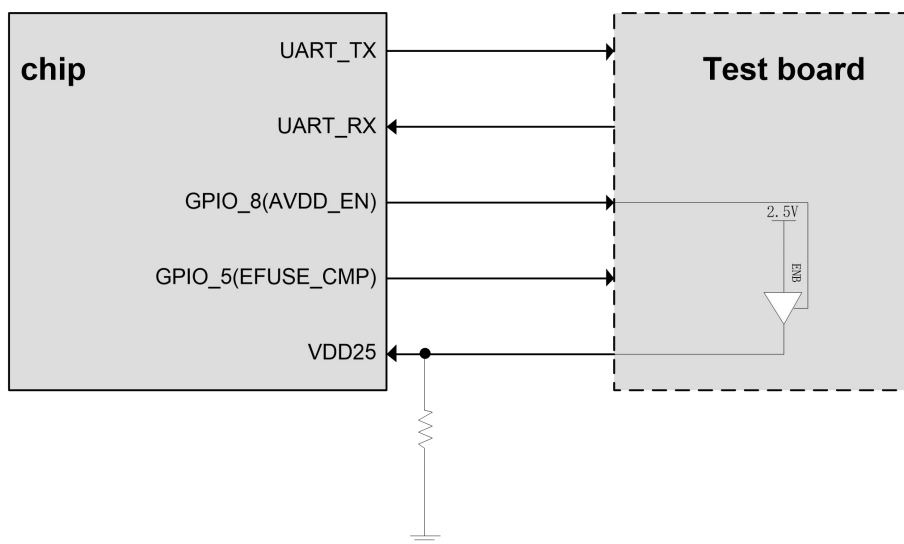 chip
Test board
UART_TX
UART_RX
GPIO_8(AVDD_EN)
2.5V
ENB
GPIO_5(EFUSE_CMP)
VDD25